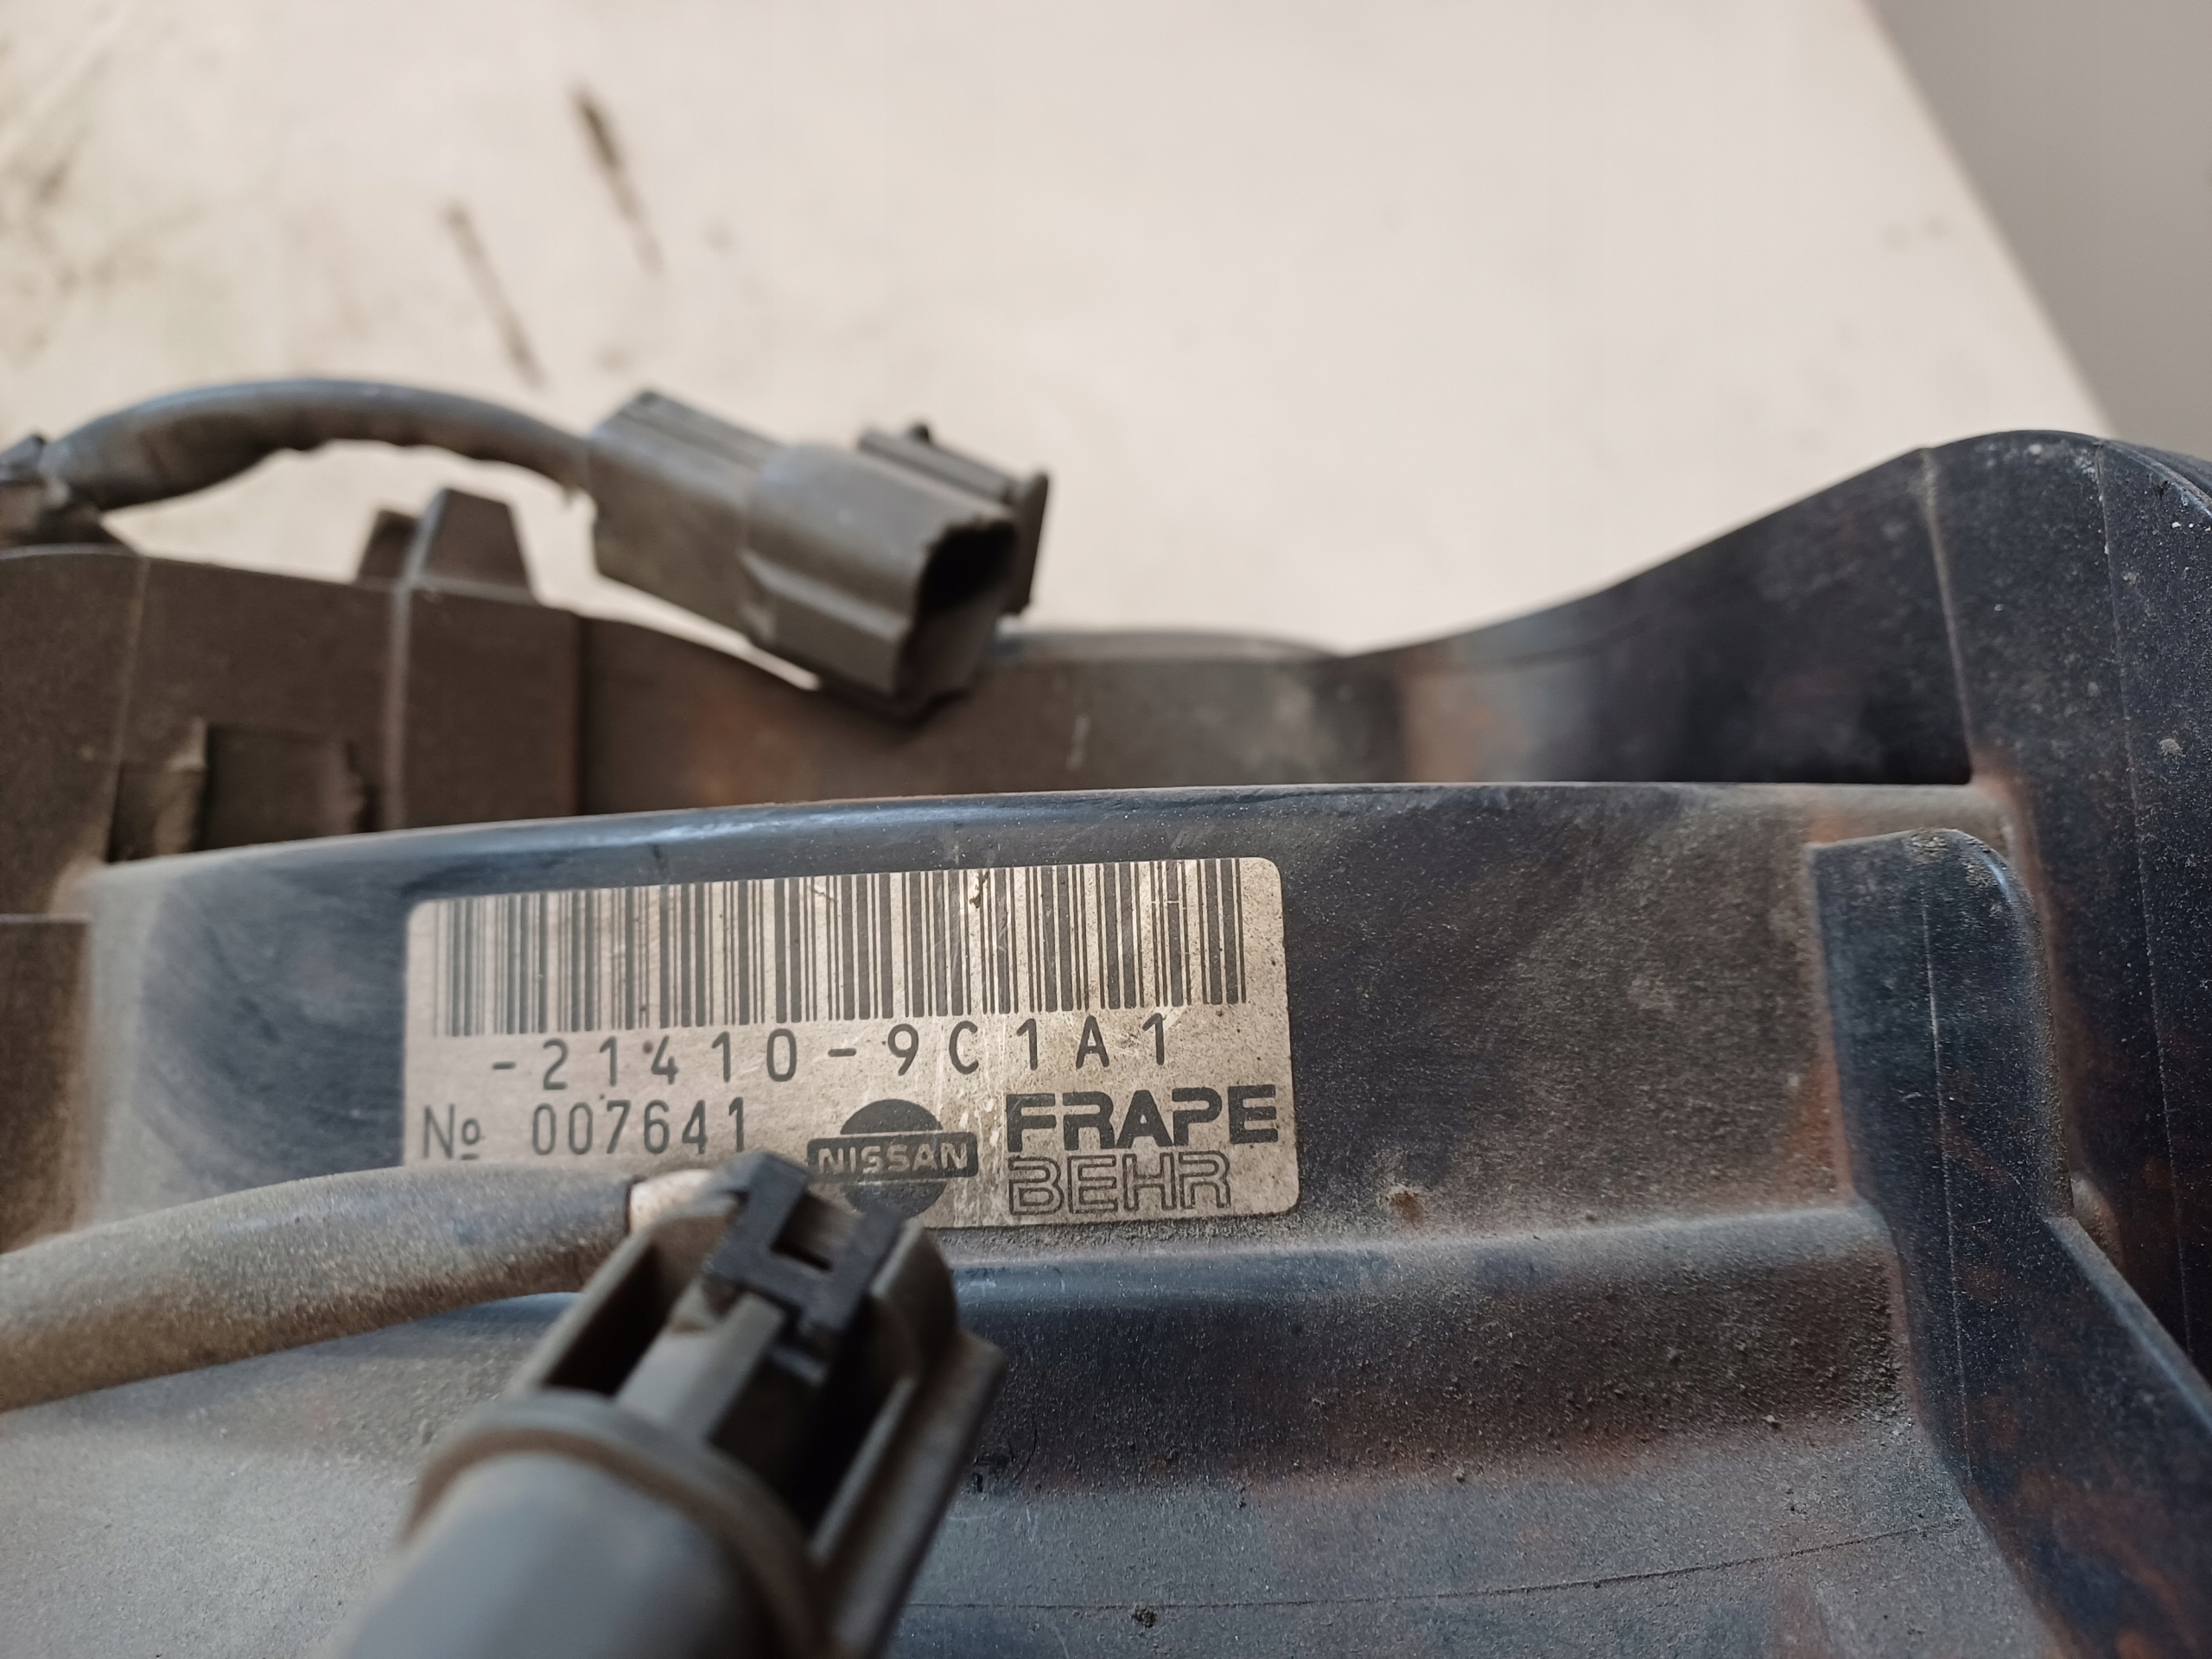 -21410-9C1A1
Nº 007641
NISSAN
FRAPE
BEHR